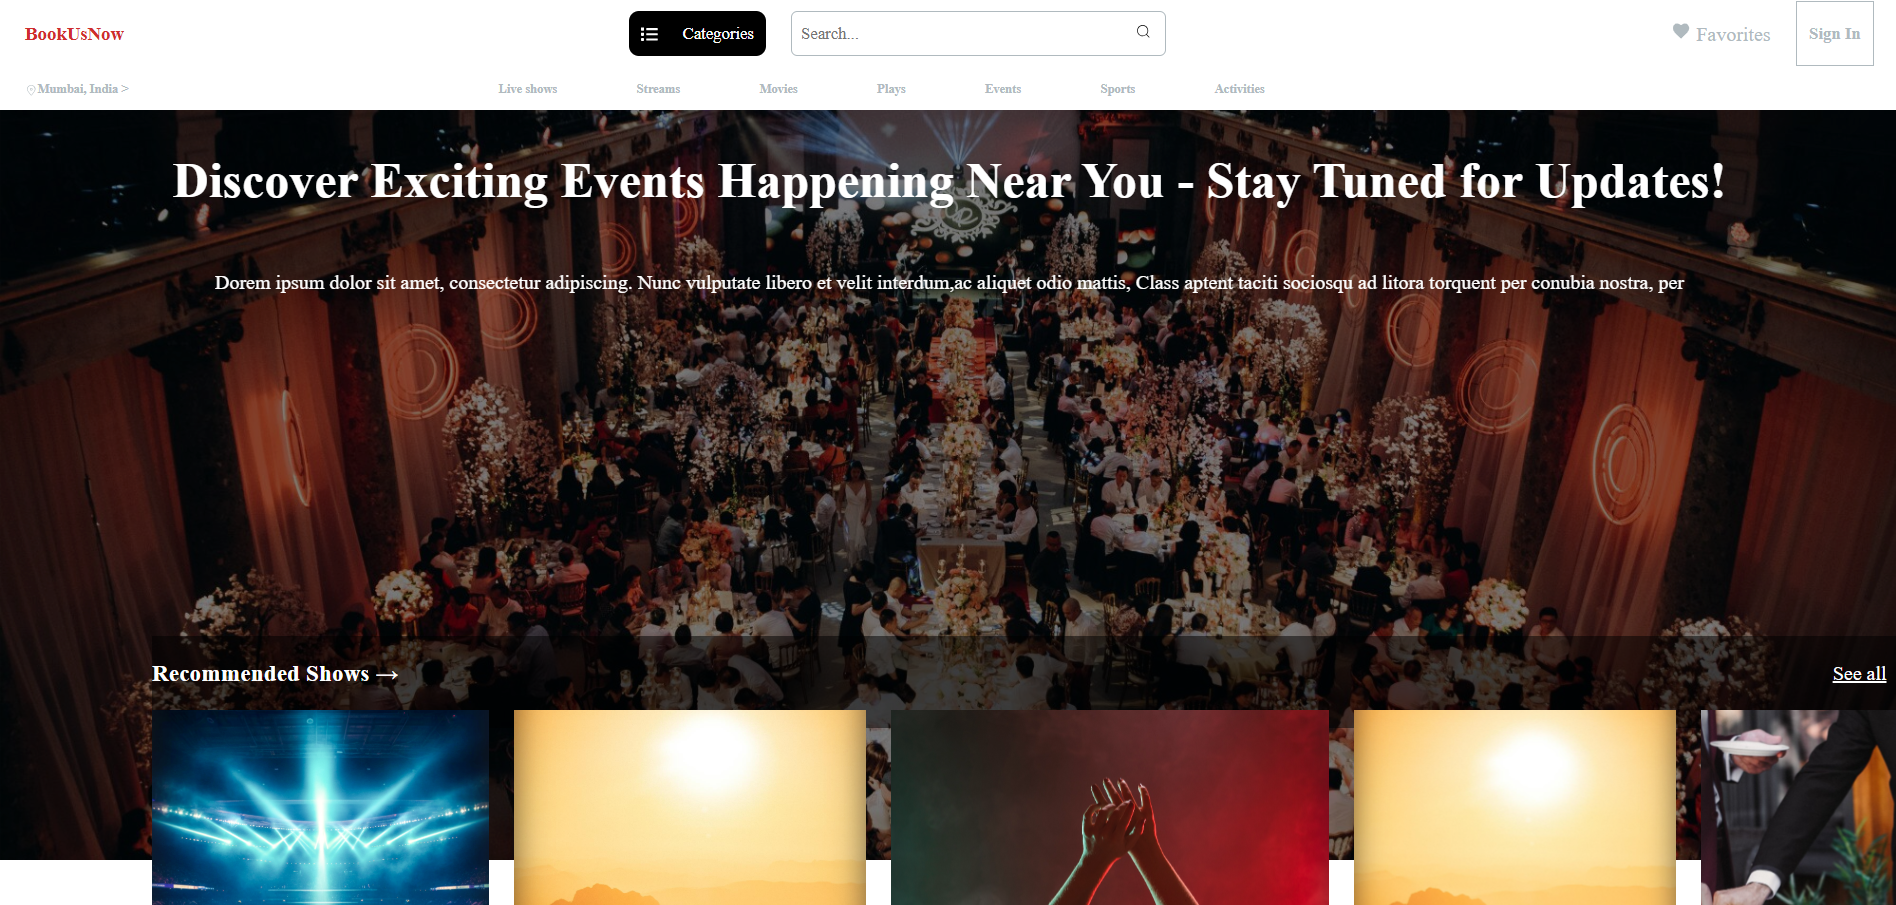 BookUsNow
Categories
Search...
Favorites
Sign In
Mumbai, India >
Live shows
Streams
Movies
Plays
Events
Sports
Activities
Discover Exciting Events Happening Near You - Stay Tuned for Updates!
Dorem ipsum dolor sit amet, consectetur adipiscing. Nunc vulputate libero et velit interdum,ac aliquet odio mattis, Class aptent taciti sociosqu ad litora torquent per conubia nostra, per
Recommended Shows →
See all